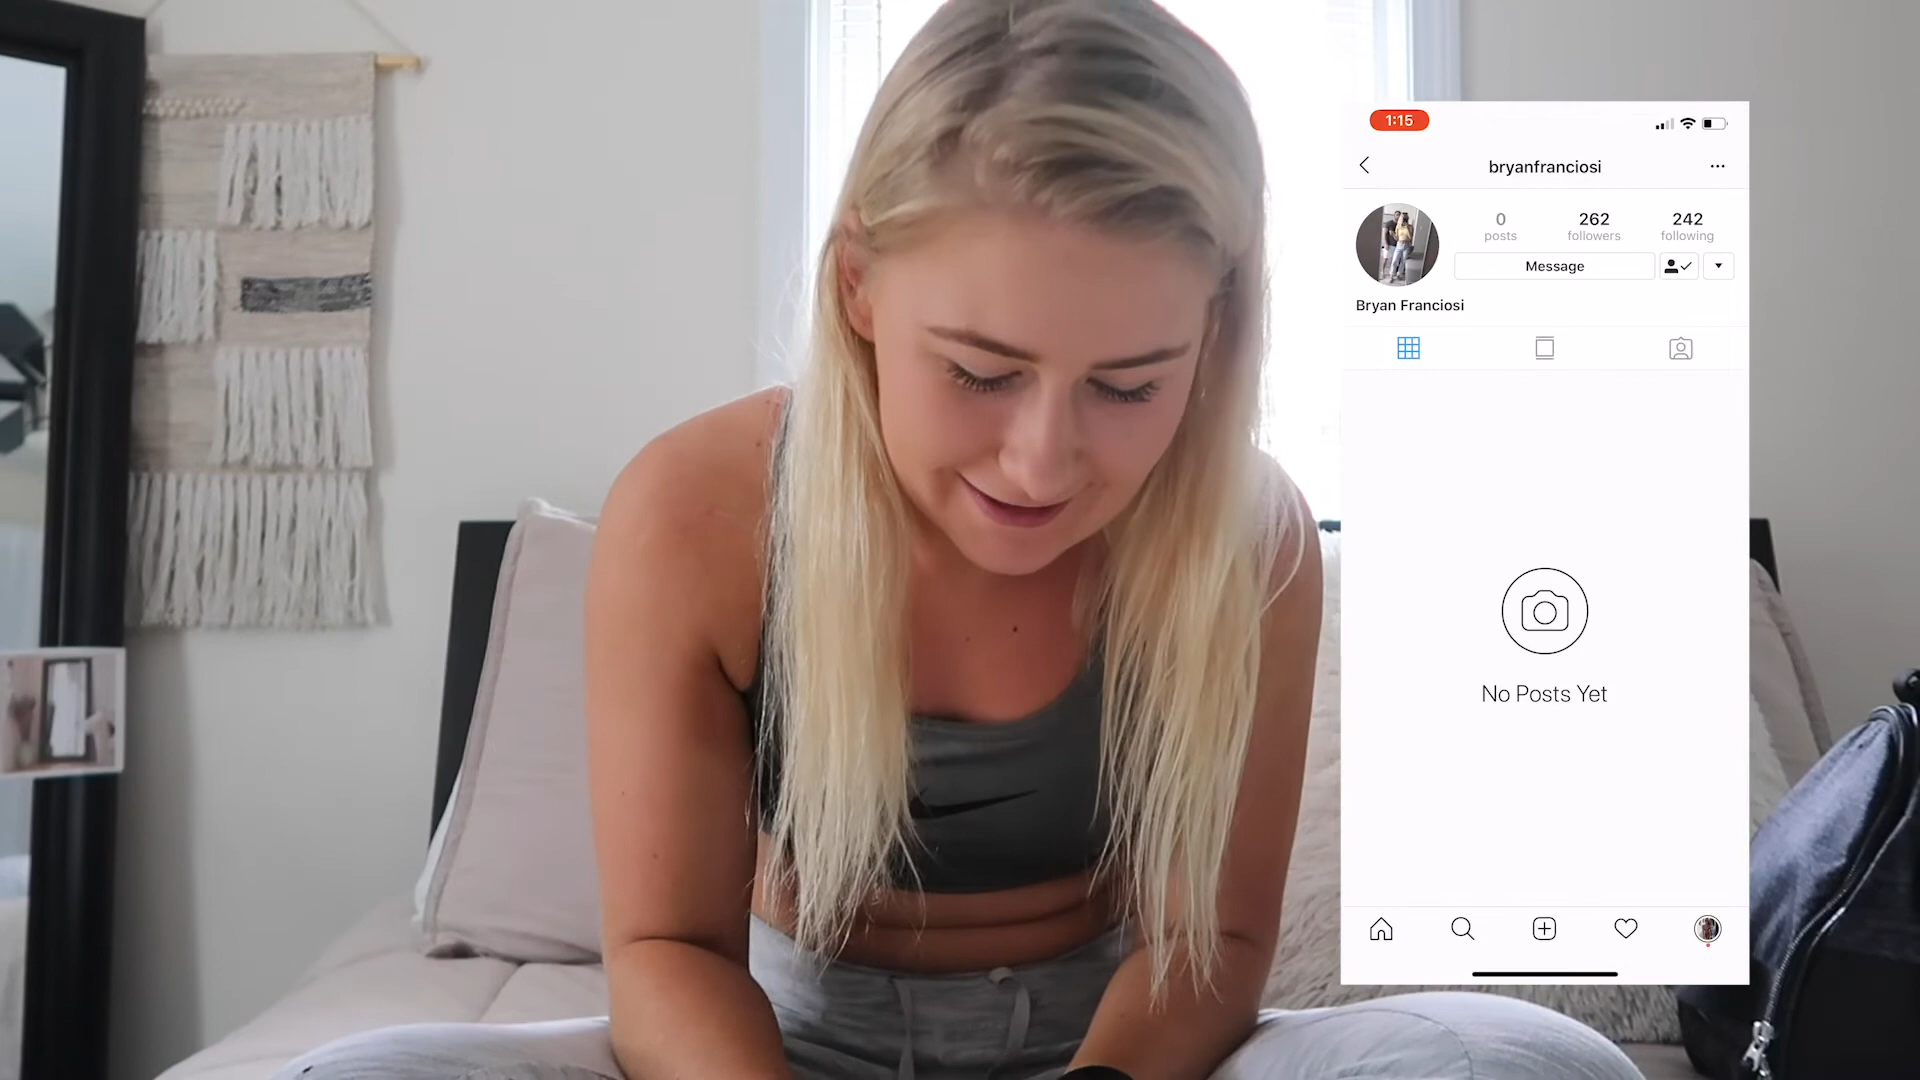 1:15
bryanfranciosi
0 262 242
posts followers following
Message
Bryan Franciosi
No Posts Yet